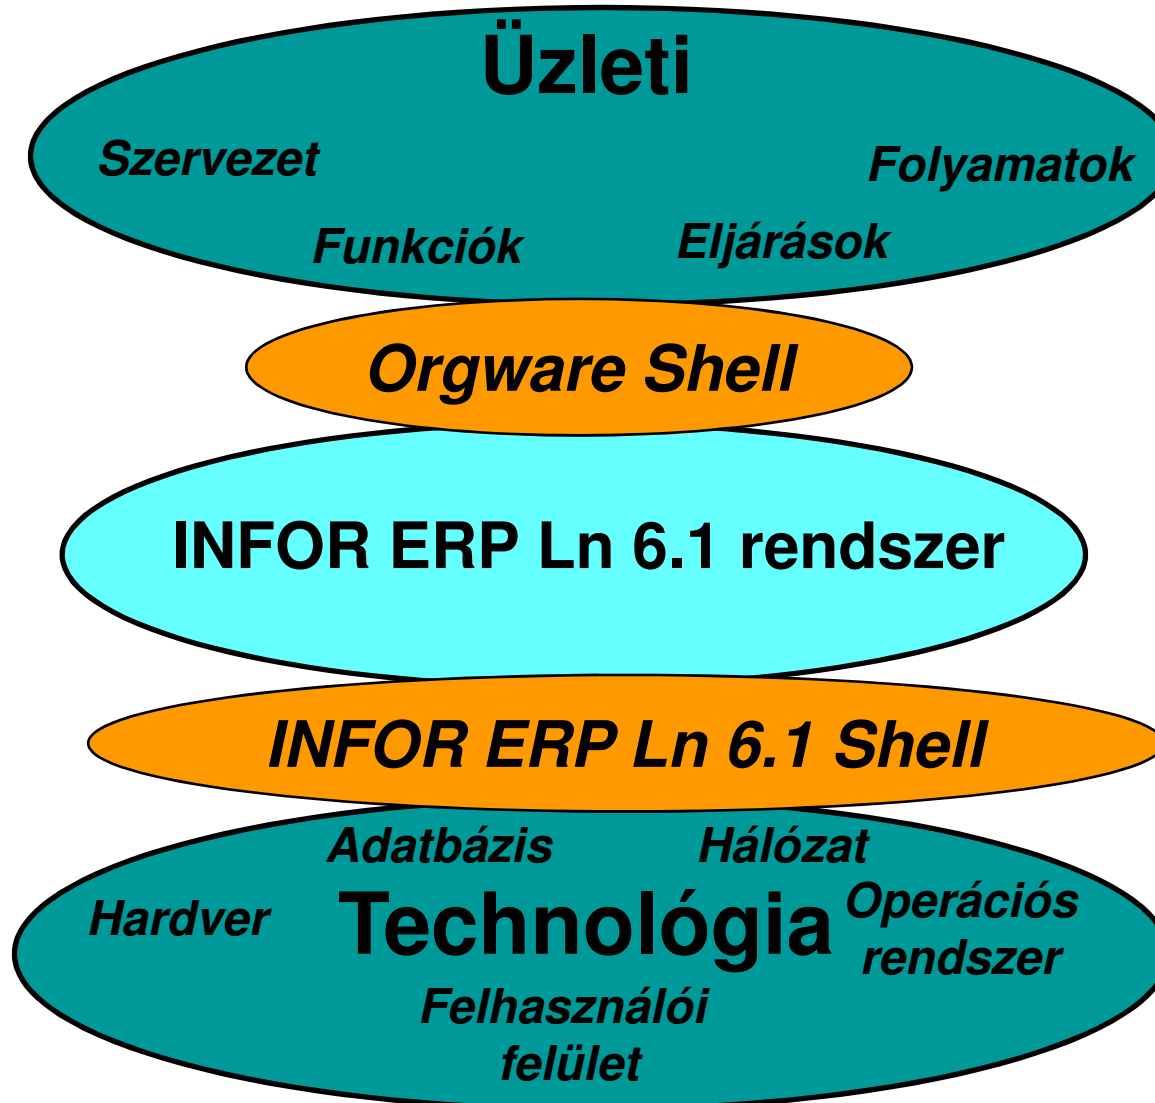 Üzleti
Szervezet
Folyamatok
Funkciók
Eljárások
Orgware Shell
INFOR ERP Ln 6.1 rendszer
INFOR ERP Ln 6.1 Shell
Adatbázis
Hálózat
Hardver
Technológia
Operációs
rendszer
Felhasználói
felület